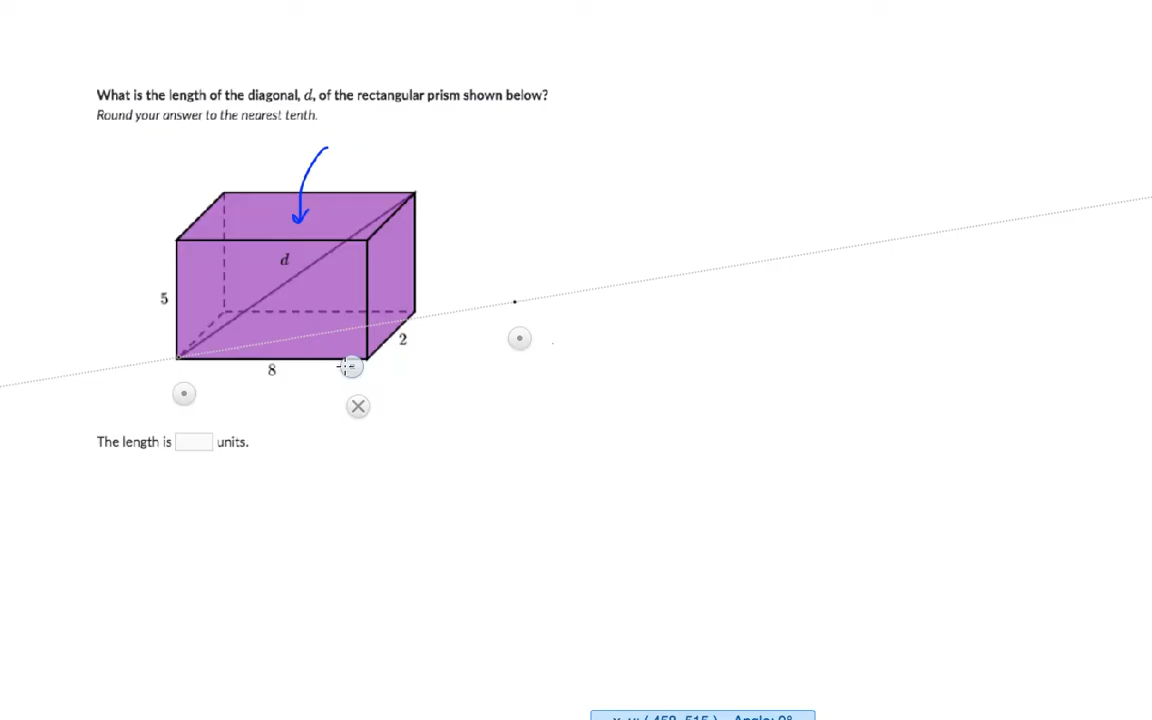 What is the length of the diagonal, d, of the rectangular prism shown below?
Round your answer to the nearest tenth.
d
5
2
8
The length is units.